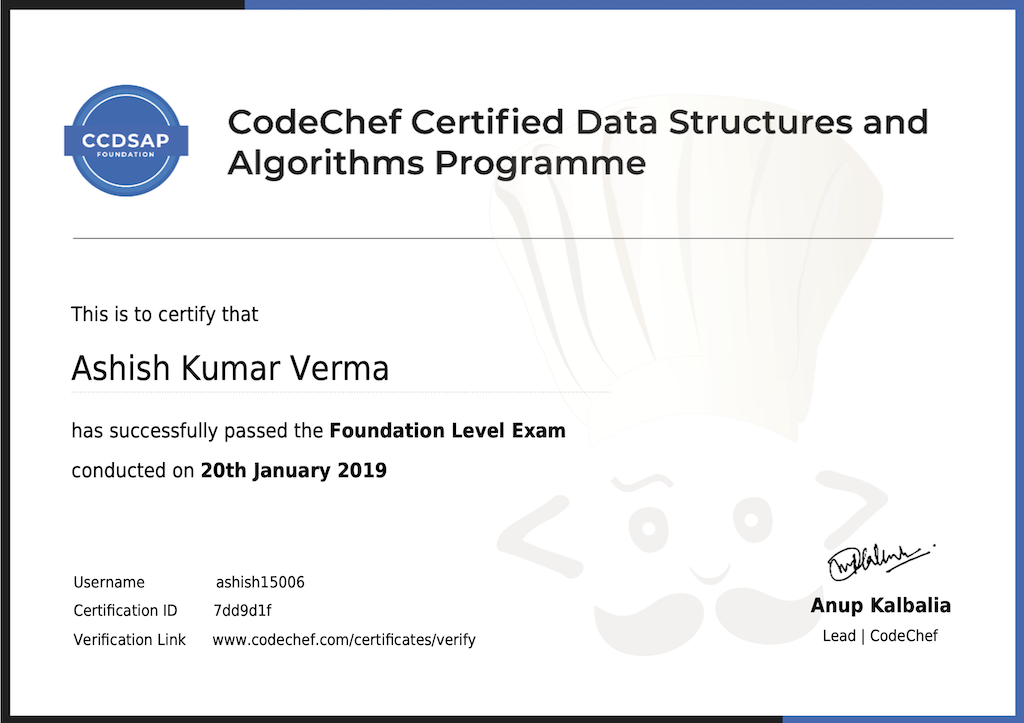 CCDSAP
FOUNDATION
CodeChef Certified Data Structures and
Algorithms Programme
This is to certify that
Ashish Kumar Verma
has successfully passed the Foundation Level Exam
conducted on 20th January 2019
Username ashish15006
Certification ID 7dd9d1f
Verification Link www.codechef.com/certificates/verify
Anup Kalbalia
Lead | CodeChef